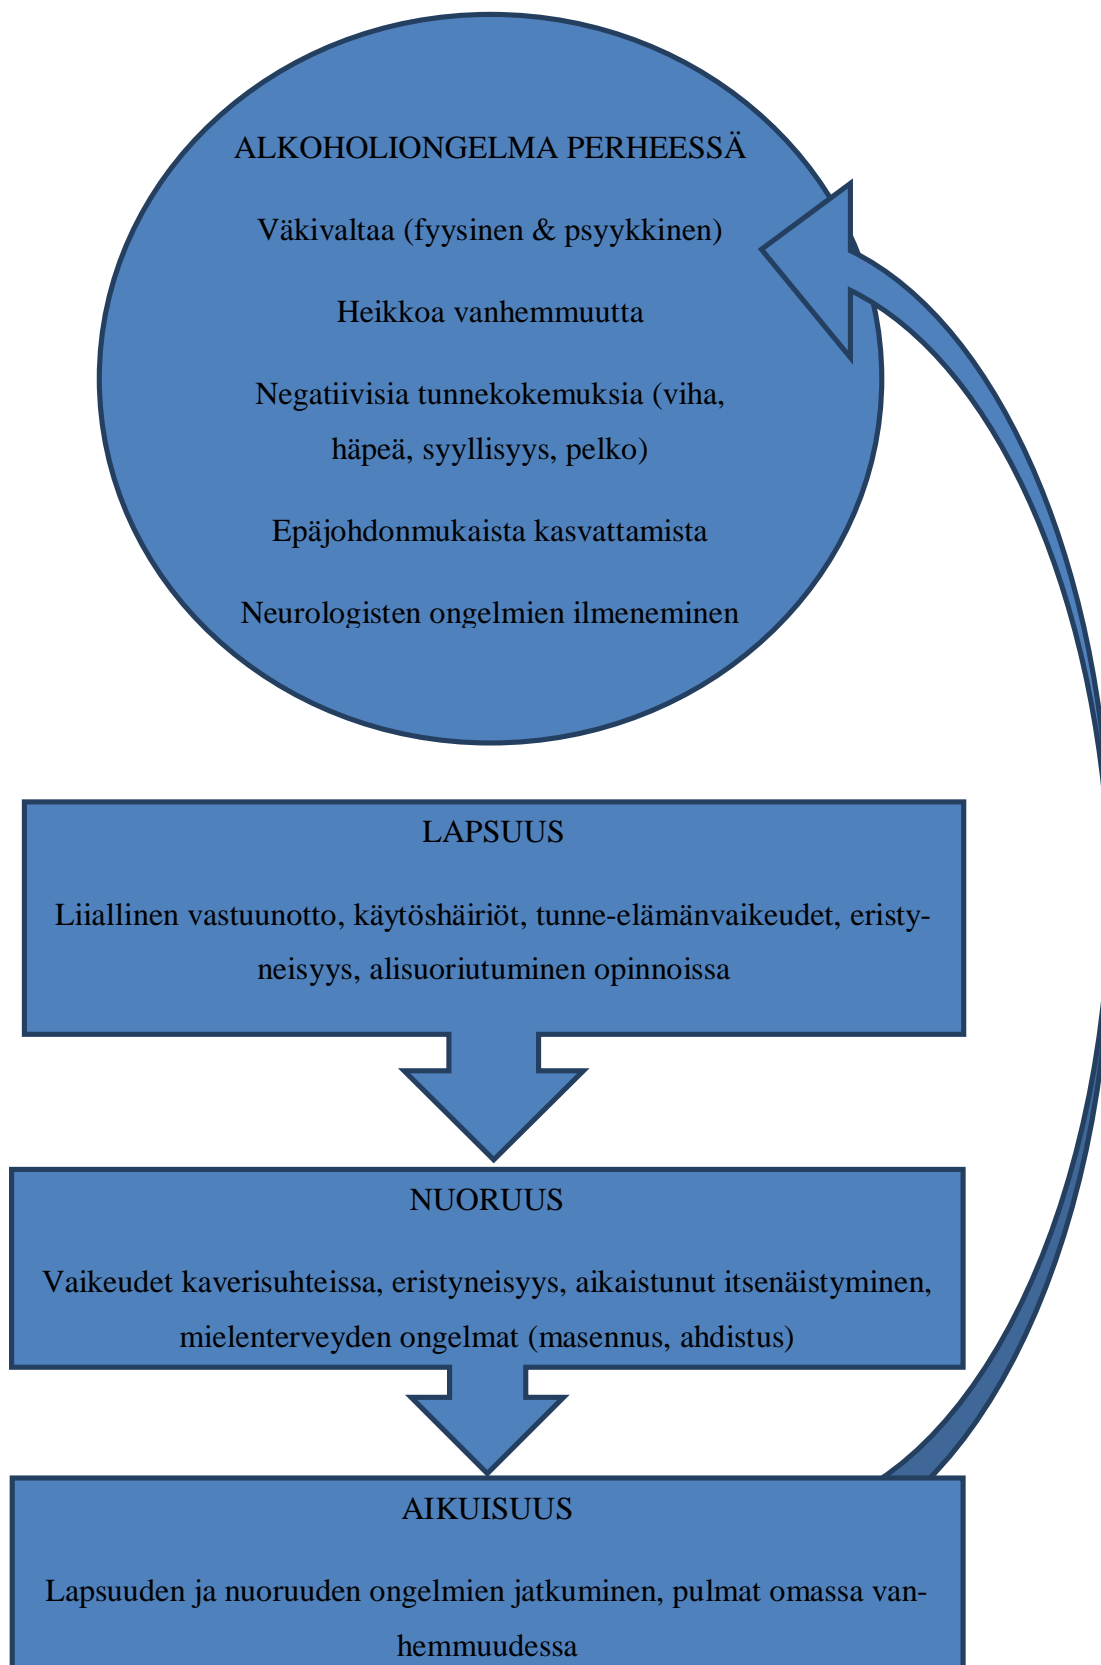 ALKOHOLIONGELMA PERHEESSÄ
Väkivaltaa (fyysinen & psyykkinen)
Heikkoa vanhemmuutta
Negatiivisia tunnekokemuksia (viha,
häpeä, syyllisyys, pelko)
Epäjohdonmukaista kasvattamista
Neurologisten ongelmien ilmeneminen
LAPSUUS
Liiallinen vastuunotto, käytöshäiriöt, tunne-elämänvaikeudet, eristy-
neisyys, alisuoriutuminen opinnoissa
NUORUUS
Vaikeudet kaverisuhteissa, eristyneisyys, aikaistunut itsenäistyminen,
mielenterveyden ongelmat (masennus, ahdistus)
AIKUISUUS
Lapsuuden ja nuoruuden ongelmien jatkuminen, pulmat omassa van-
hemmuudessa